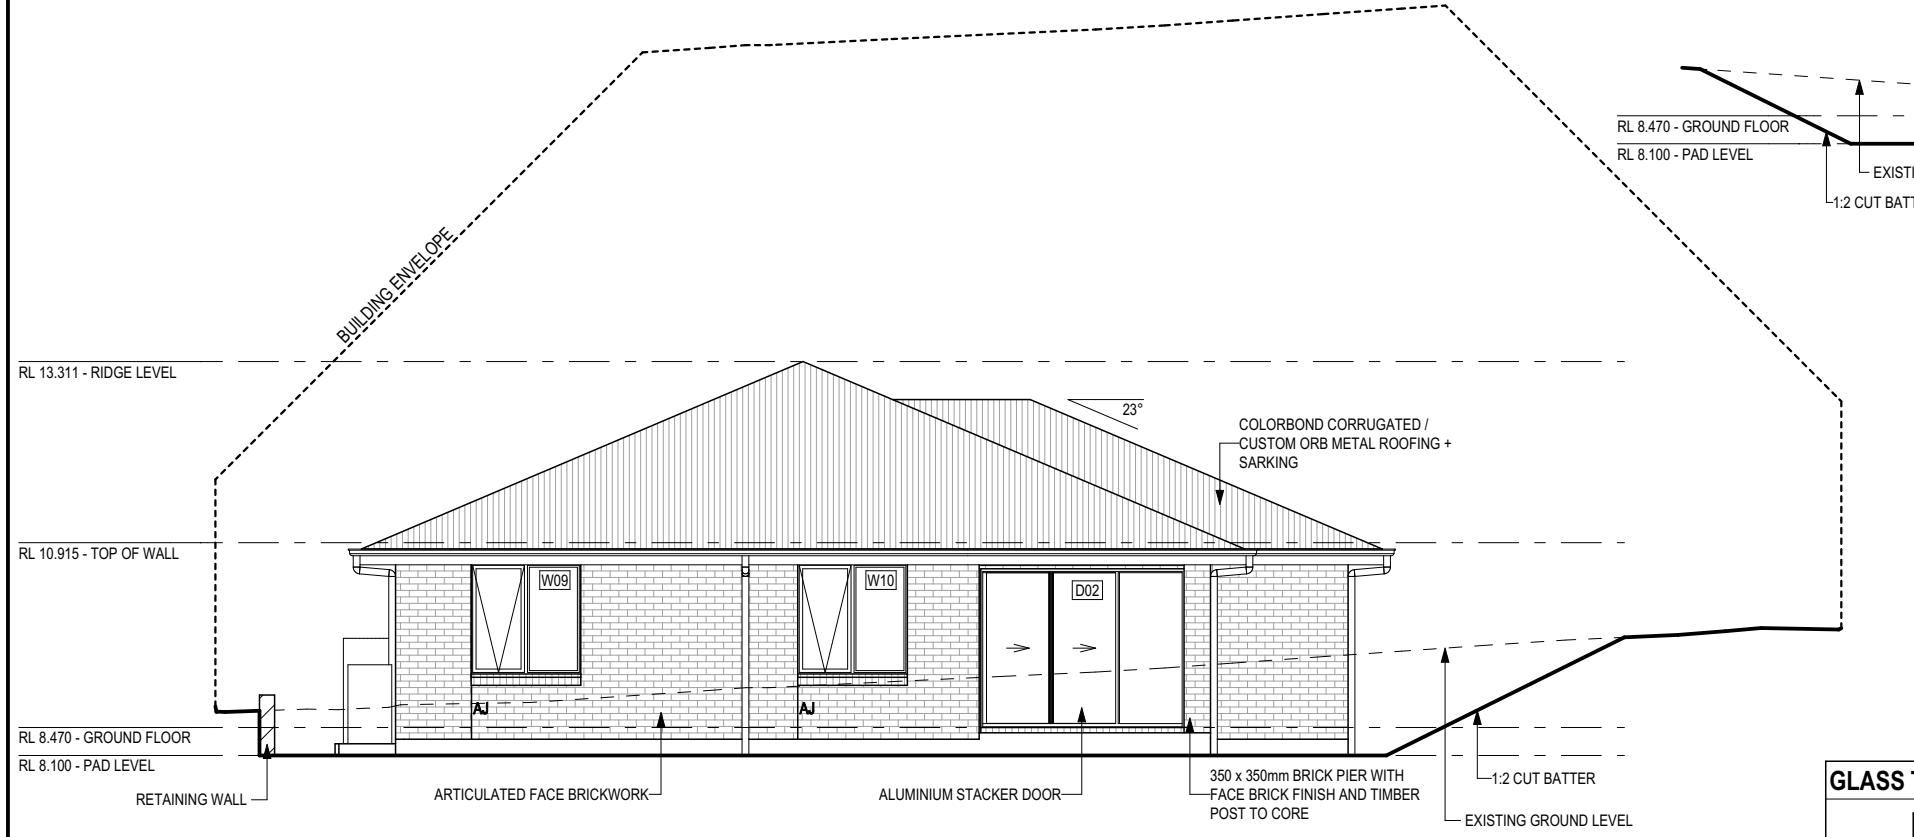 BUILDING ENVELOPE
RL 8.470 - GROUND FLOOR
RL 8.100 - PAD LEVEL
EXISTI
1:2 CUT BATT
RL 13.311 - RIDGE LEVEL
23°
COLORBOND CORRUGATED /
CUSTOM ORB METAL ROOFING +
SARKING
RL 10.915 - TOP OF WALL
W09
W10
D02
AJ
AJ
RL 8.470 - GROUND FLOOR
RL 8.100 - PAD LEVEL
RETAINING WALL
ARTICULATED FACE BRICKWORK
ALUMINIUM STACKER DOOR
350 x 350mm BRICK PIER WITH
FACE BRICK FINISH AND TIMBER
POST TO CORE
1:2 CUT BATTER
EXISTING GROUND LEVEL
GLASS